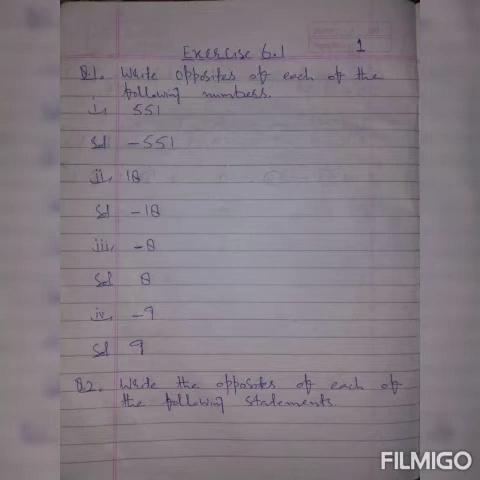 1
Exercise 6.1
Q1. Write opposites of each of the
following numbers.
i, 551
Sol -551
ii, 18
Sol -18
iii, -8
Sol 8
iv, -9
Sol 9
Q2. Write the opposites of each of
the following statements.
FILMIGO